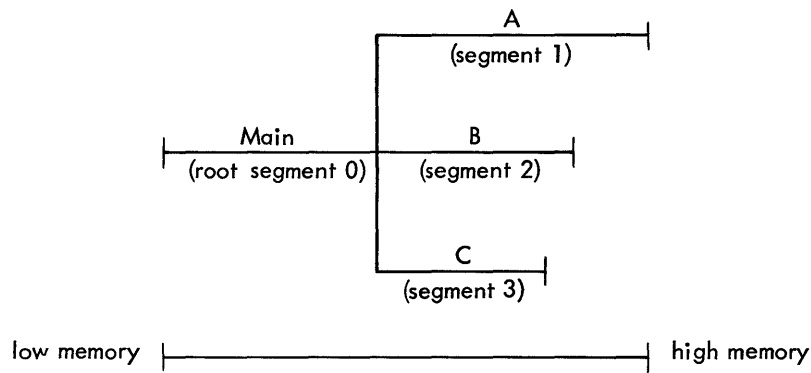 A
(segment 1)
Main
(root segment 0)
B
(segment 2)
C
(segment 3)
low memory
high memory